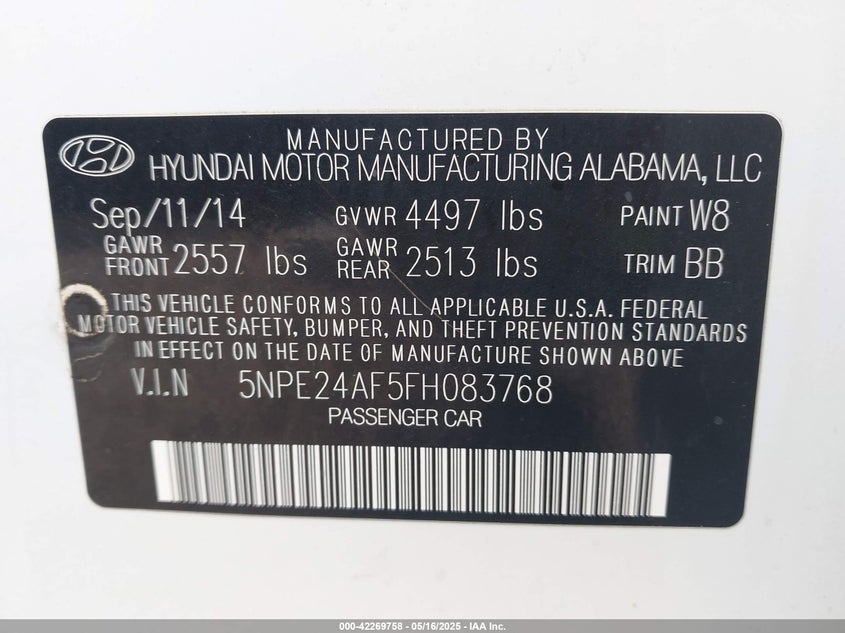 MANUFACTURED BY
HYUNDAI MOTOR MANUFACTURING ALABAMA, LLC
Sep/11/14 GVWR 4497 lbs PAINT W8
GAWR FRONT 2557 lbs GAWR REAR 2513 lbs TRIM BB
THIS VEHICLE CONFORMS TO ALL APPLICABLE U.S.A. FEDERAL
MOTOR VEHICLE SAFETY, BUMPER, AND THEFT PREVENTION STANDARDS
IN EFFECT ON THE DATE OF MANUFACTURE SHOWN ABOVE
V.I.N 5NPE24AF5FH083768
PASSENGER CAR
000-42269758 - 05/16/2025 - IAA Inc.